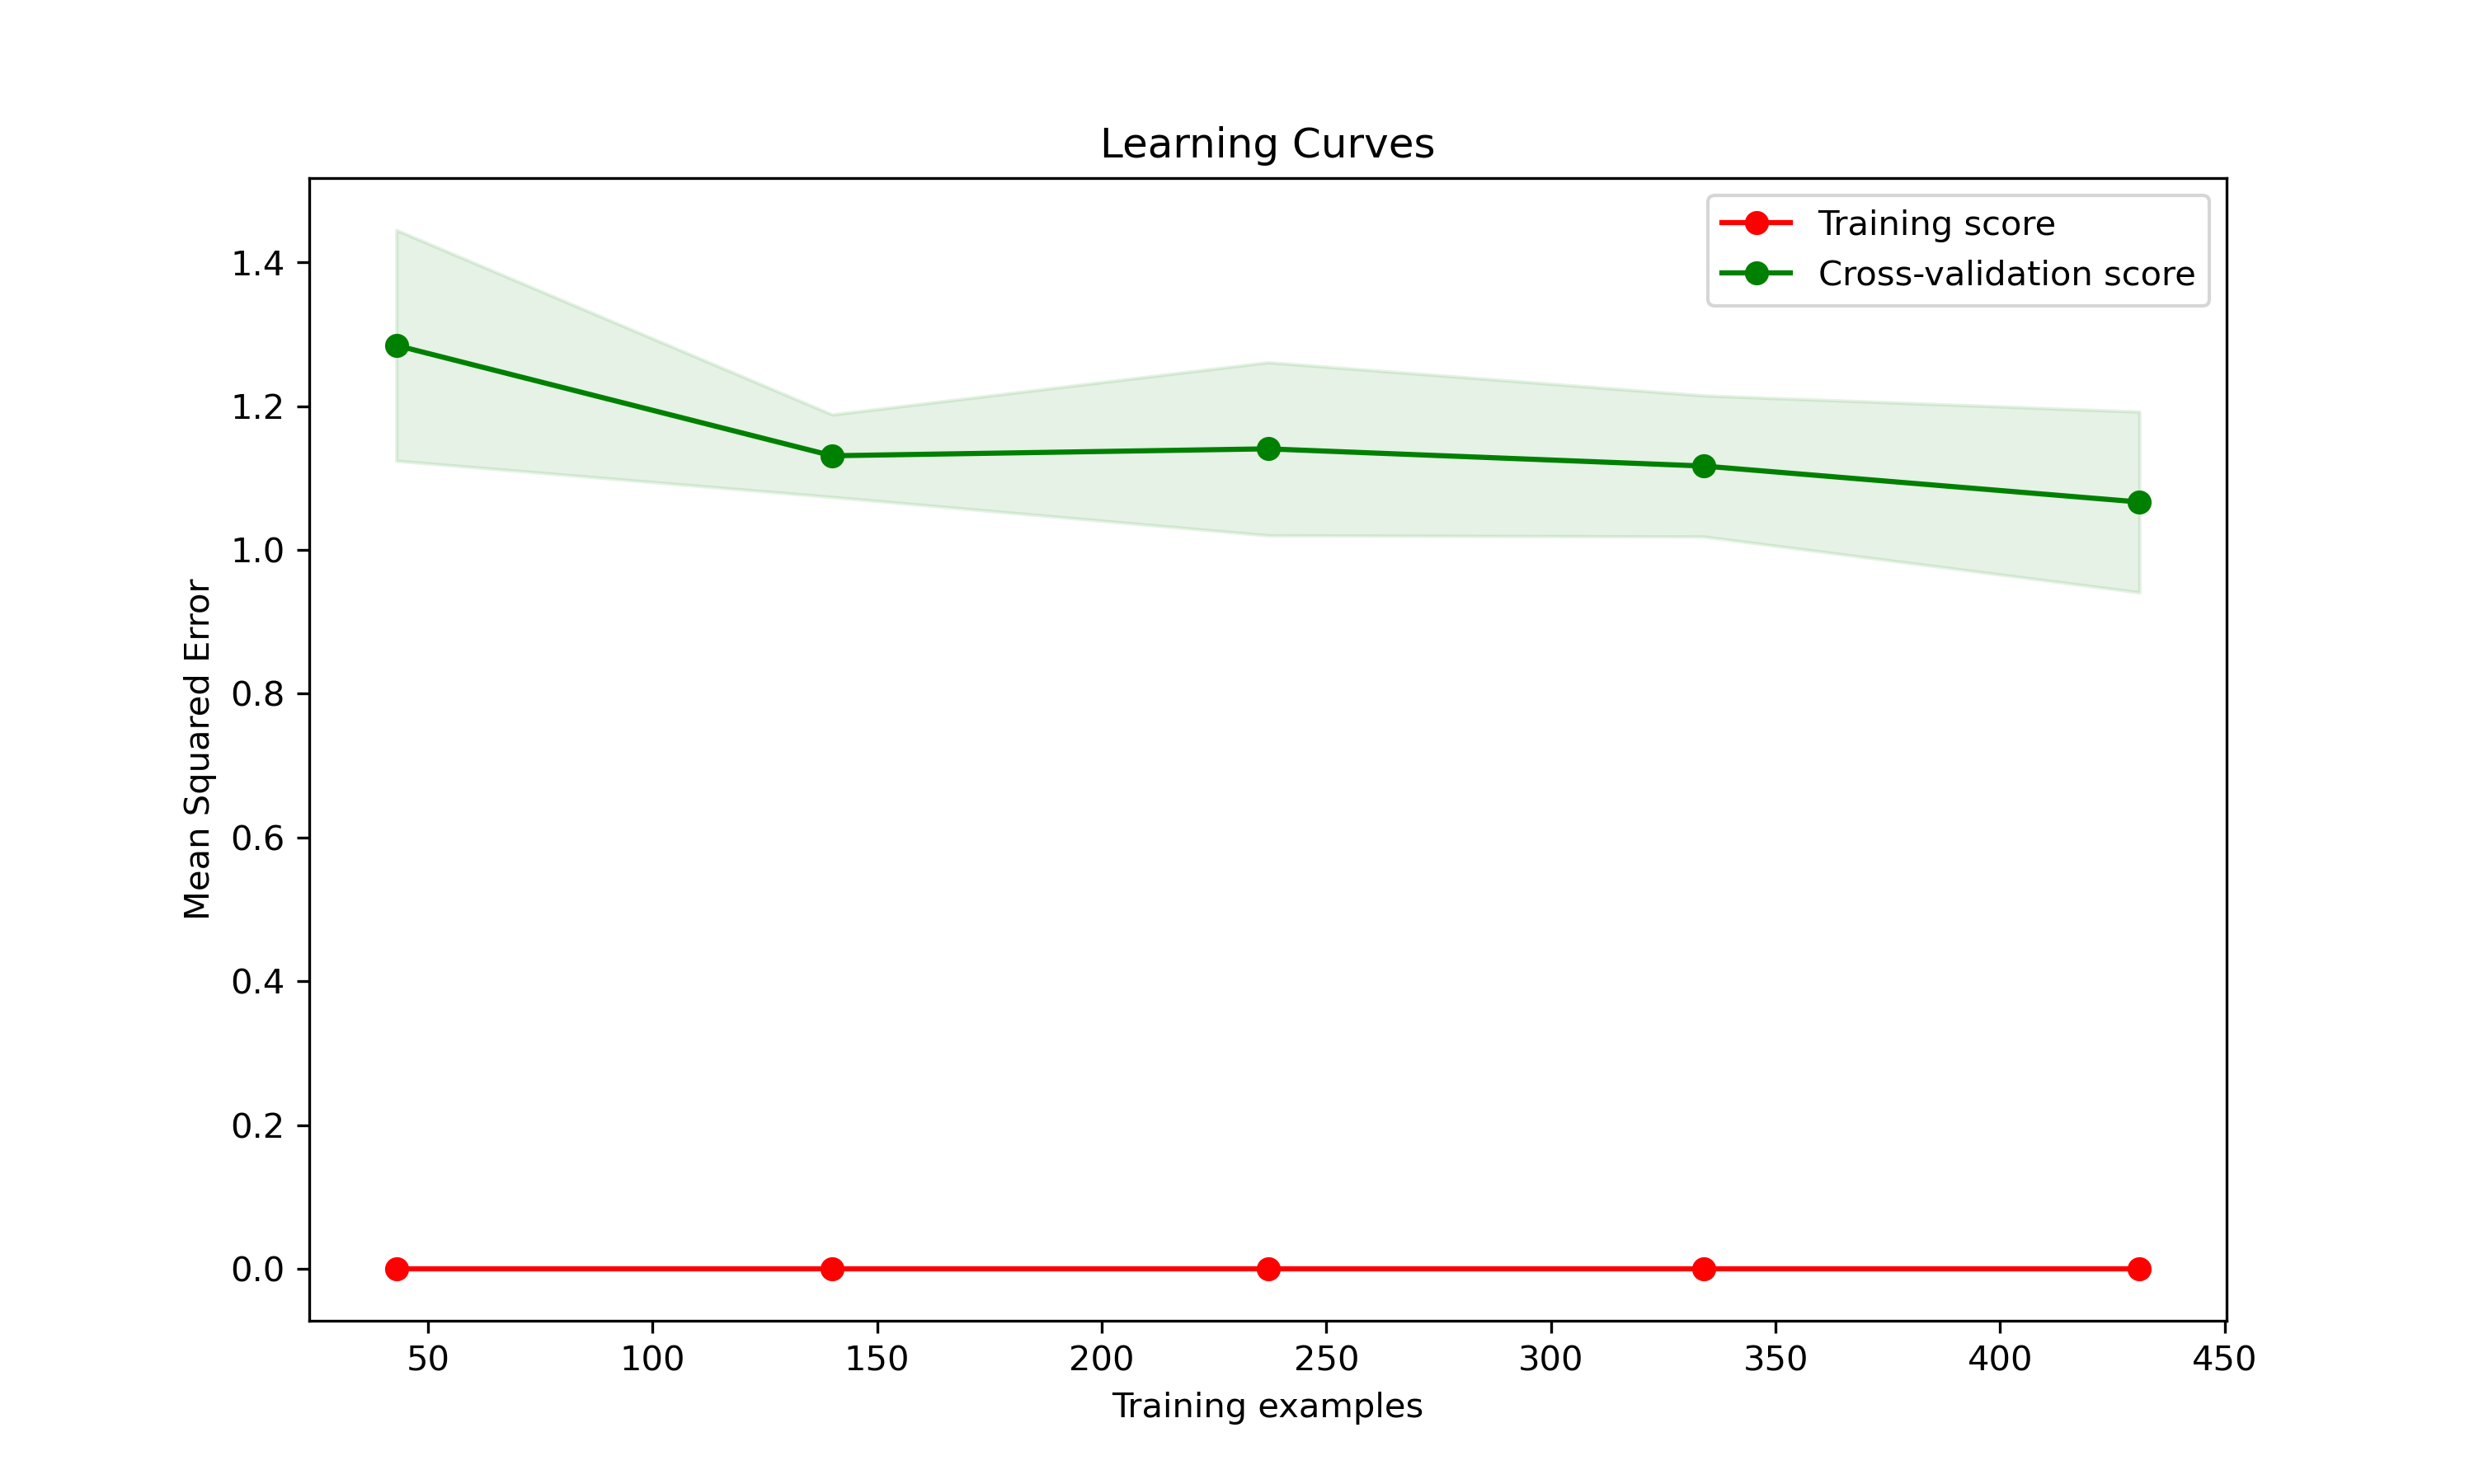 Learning Curves
Training score
Cross-validation score
1.4
1.2
1.0
0.8
0.6
0.4
0.2
0.0
Mean Squared Error
50 100 150 200 250 300 350 400 450
Training examples